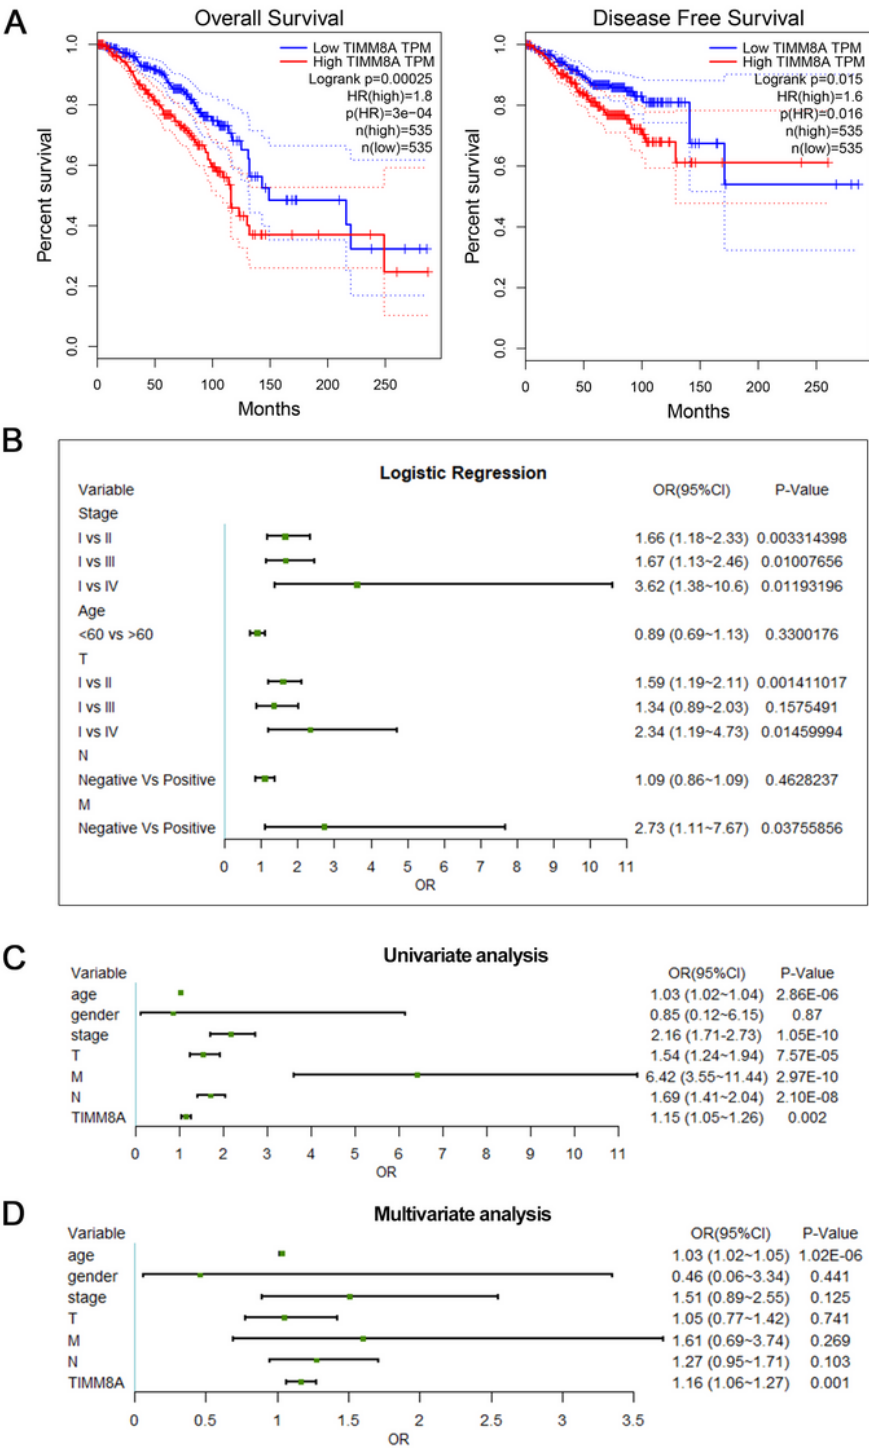 A
Overall Survival
Low TIMM8A TPM
High TIMM8A TPM
Logrank p=0.00025
HR(high)=1.8
p(HR)=3e−04
n(high)=535
n(low)=535
Percent survival
1.0
0.8
0.6
0.4
0.2
0.0
0 50 100 150 200 250
Months
Disease Free Survival
Low TIMM8A TPM
High TIMM8A TPM
Logrank p=0.015
HR(high)=1.6
p(HR)=0.016
n(high)=535
n(low)=535
Percent survival
1.0
0.8
0.6
0.4
0.2
0.0
0 50 100 150 200 250
Months
B
Logistic Regression
Variable OR(95%CI) P-Value
Stage
I vs II 1.66 (1.18~2.33) 0.003314398
I vs III 1.67 (1.13~2.46) 0.01007656
I vs IV 3.62 (1.38~10.6) 0.01193196
Age
<60 vs >60 0.89 (0.69~1.13) 0.3300176
T
I vs II 1.59 (1.19~2.11) 0.001411017
I vs III 1.34 (0.89~2.03) 0.1575491
I vs IV 2.34 (1.19~4.73) 0.01459994
N
Negative Vs Positive 1.09 (0.86~1.09) 0.4628237
M
Negative Vs Positive 2.73 (1.11~7.67) 0.03755856
0 1 2 3 4 5 6 7 8 9 10 11
OR
C
Univariate analysis
Variable OR(95%CI) P-Value
age 1.03 (1.02~1.04) 2.86E-06
gender 0.85 (0.12~6.15) 0.87
stage 2.16 (1.71-2.73) 1.05E-10
T 1.54 (1.24~1.94) 7.57E-05
M 6.42 (3.55~11.44) 2.97E-10
N 1.69 (1.41~2.04) 2.10E-08
TIMM8A 1.15 (1.05~1.26) 0.002
0 1 2 3 4 5 6 7 8 9 10 11
OR
D
Multivariate analysis
Variable OR(95%CI) P-Value
age 1.03 (1.02~1.05) 1.02E-06
gender 0.46 (0.06~3.34) 0.441
stage 1.51 (0.89~2.55) 0.125
T 1.05 (0.77~1.42) 0.741
M 1.61 (0.69~3.74) 0.269
N 1.27 (0.95~1.71) 0.103
TIMM8A 1.16 (1.06~1.27) 0.001
0 0.5 1 1.5 2 2.5 3 3.5
OR